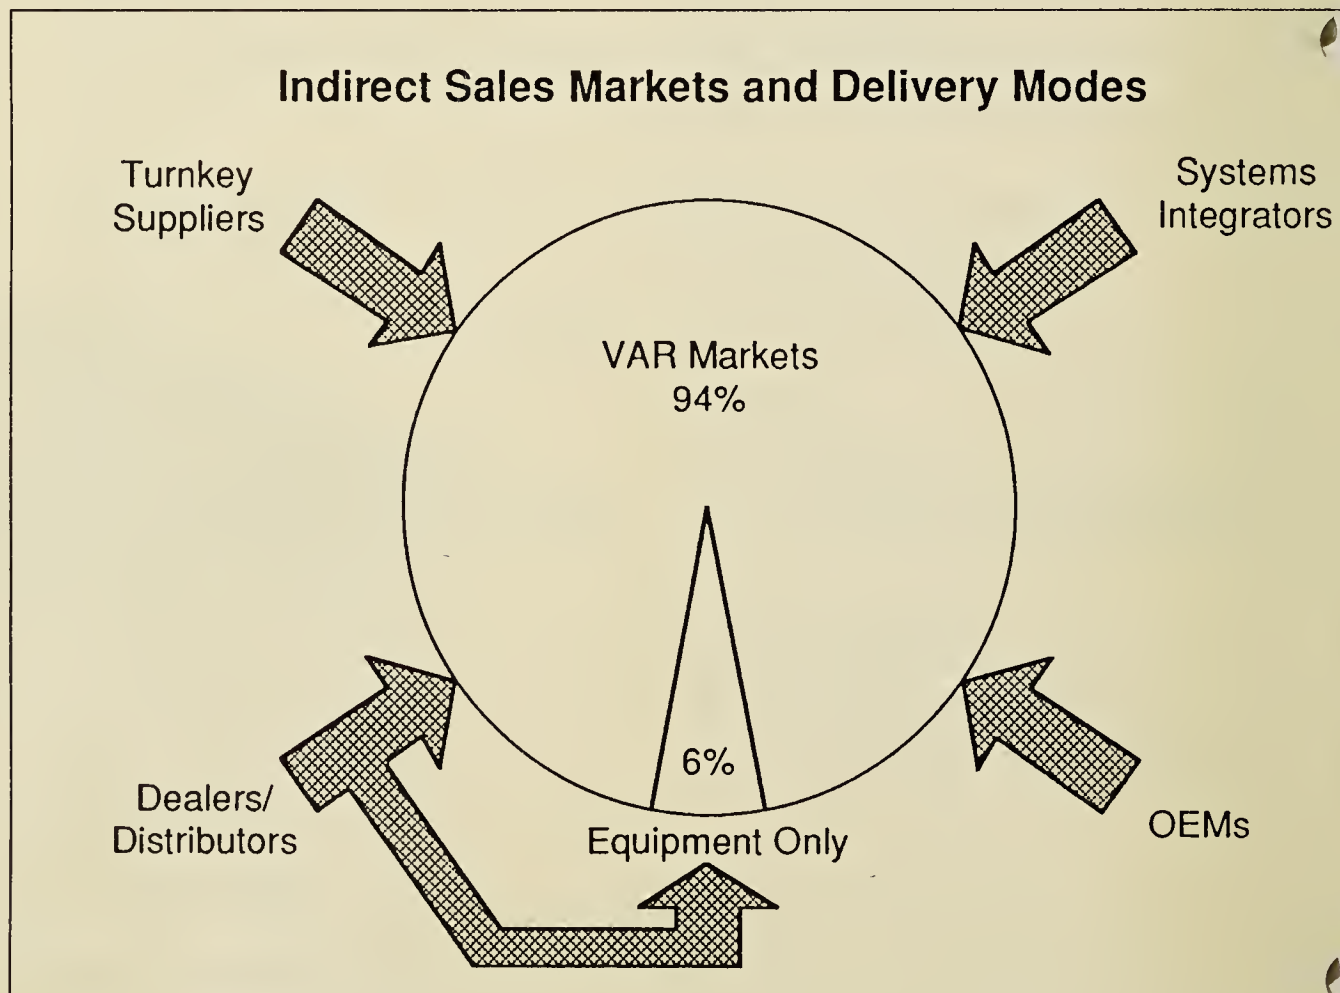 Indirect Sales Markets and Delivery Modes
Turnkey
Suppliers
Systems
Integrators
VAR Markets
94%
6%
Equipment Only
Dealers/
Distributors
OEMs